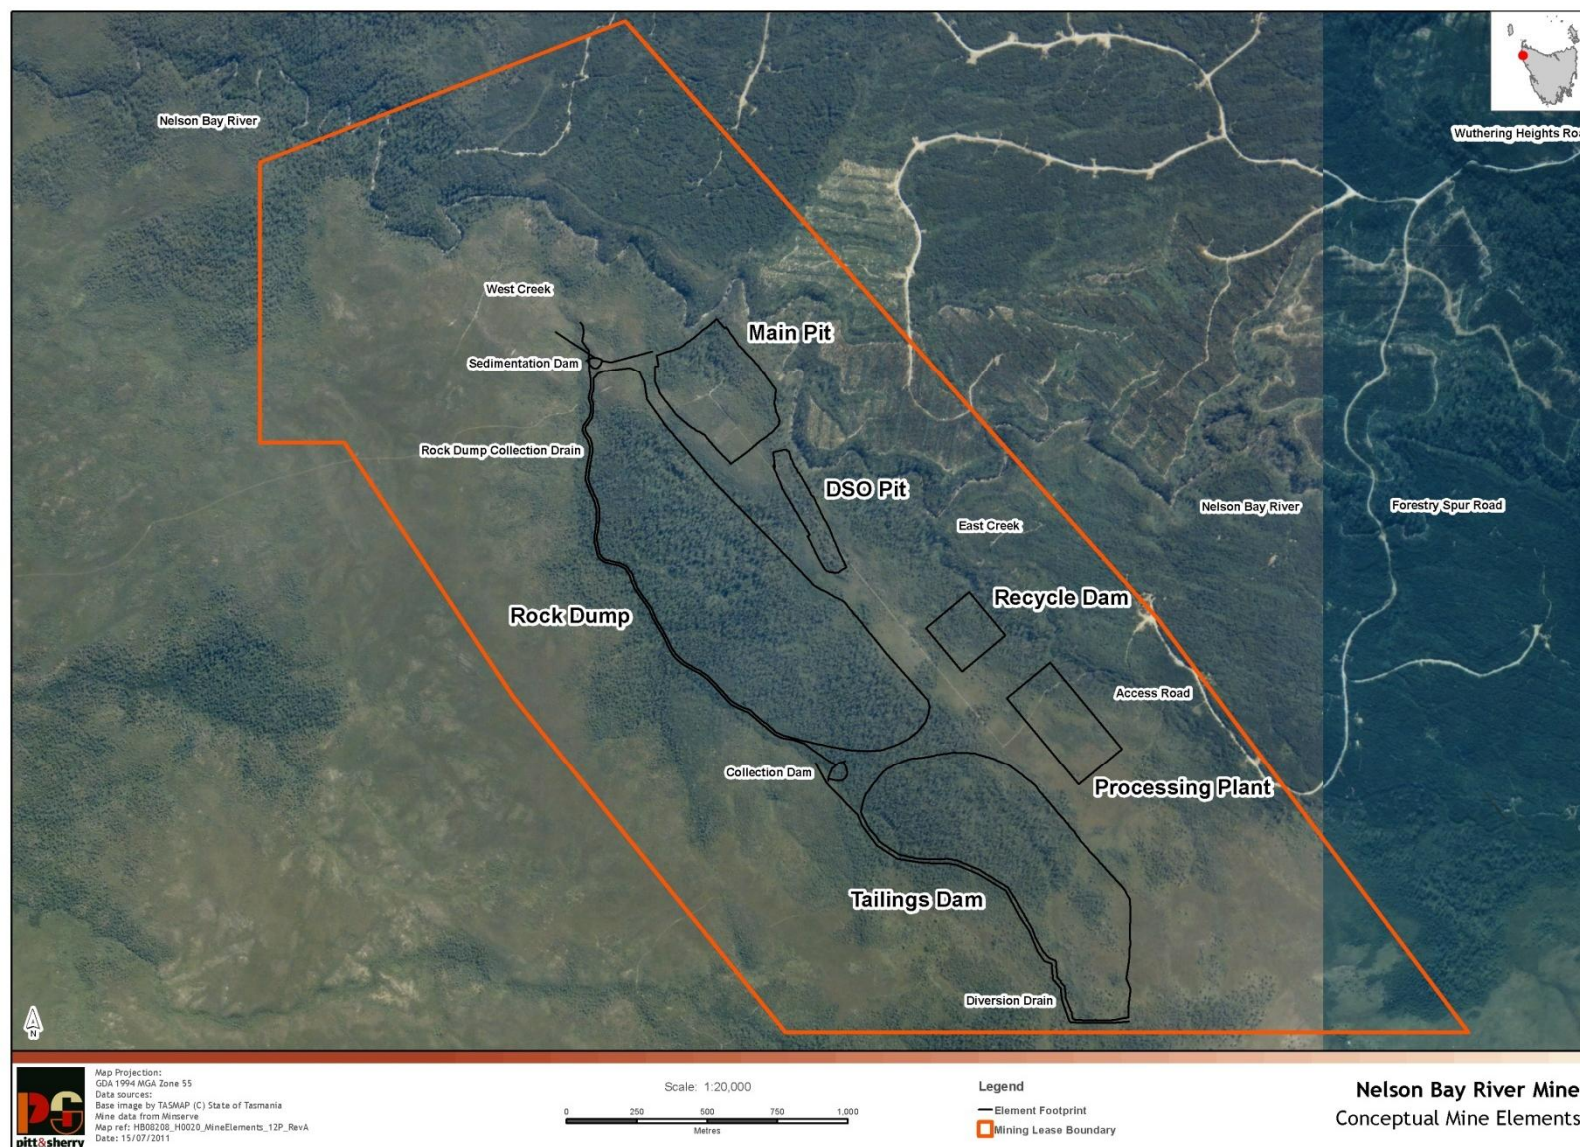 Nelson Bay River
Wuthering Heights Roa
West Creek
Main Pit
Sedimentation Dam
Rock Dump Collection Drain
DSO Pit
Nelson Bay River
Forestry Spur Road
East Creek
Recycle Dam
Rock Dump
Access Road
Collection Dam
Processing Plant
Tailings Dam
Diversion Drain
N
Map Projection:
GDA 1994 MGA Zone 55
Data sources:
Base image by TASMAP (C) State of Tasmania
Mine data from Minserve
Map ref: HB08208_H0020_MineElements_12P_RevA
Date: 15/07/2011
pitt&sherry
Scale: 1:20,000
0 250 500 750 1,000
Metres
Legend
Element Footprint
Mining Lease Boundary
Nelson Bay River Mine
Conceptual Mine Elements